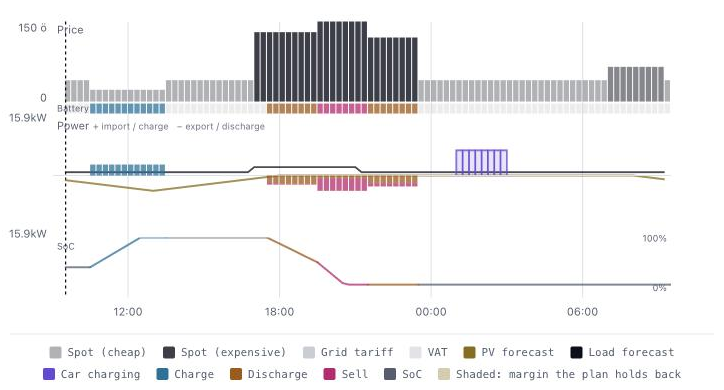 150 ö
Price
0
Battery
15.9kW
Power + import / charge − export / discharge
15.9kW
SoC
100%
0%
12:00 18:00 00:00 06:00
Spot (cheap) Spot (expensive) Grid tariff VAT PV forecast Load forecast
Car charging Charge Discharge Sell SoC Shaded: margin the plan holds back